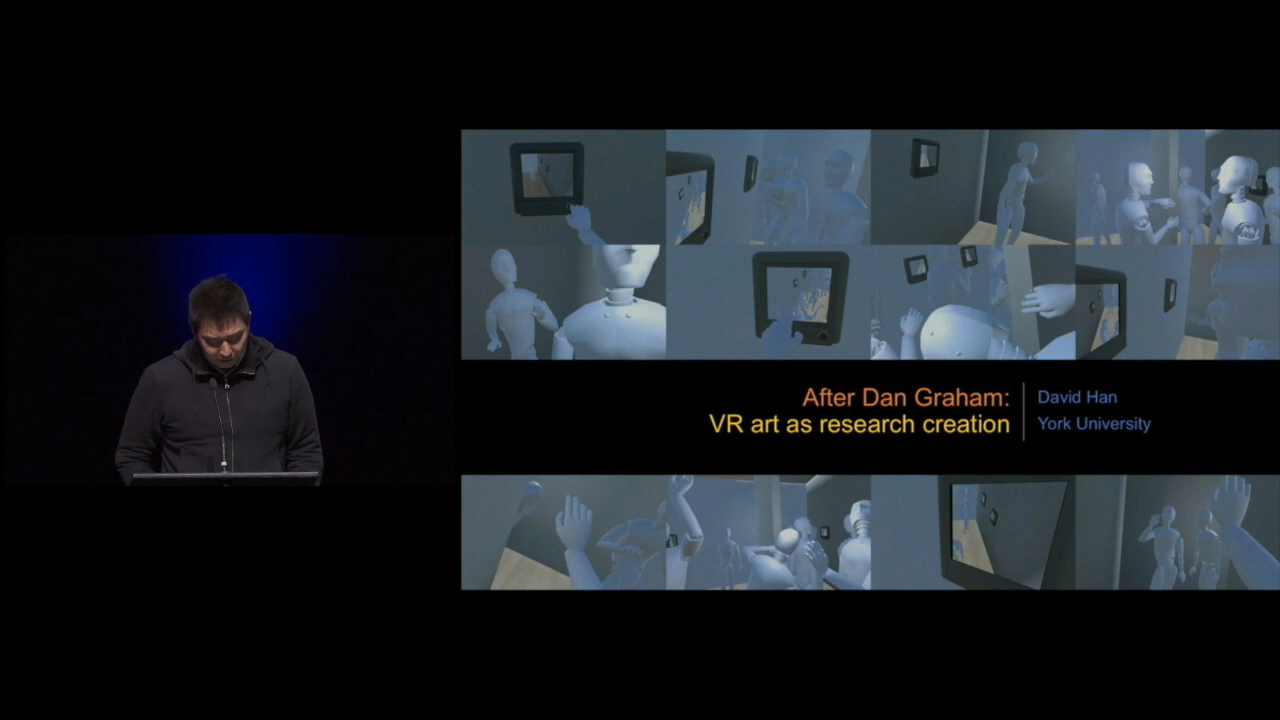 After Dan Graham:
VR art as research creation
David Han
York University